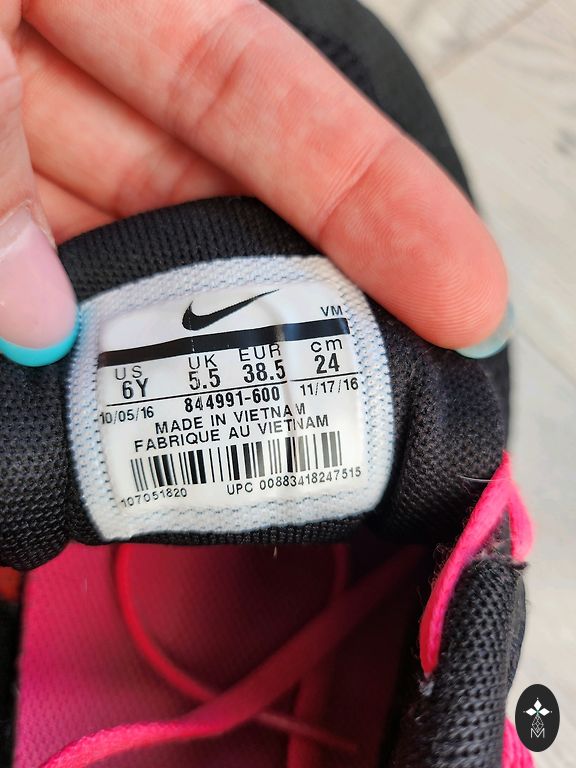 VM
US UK EUR cm
6Y 5.5 38.5 24
10/05/16 844991-600 11/17/16
MADE IN VIETNAM
FABRIQUE AU VIETNAM
107051820 UPC 00883418247515
M